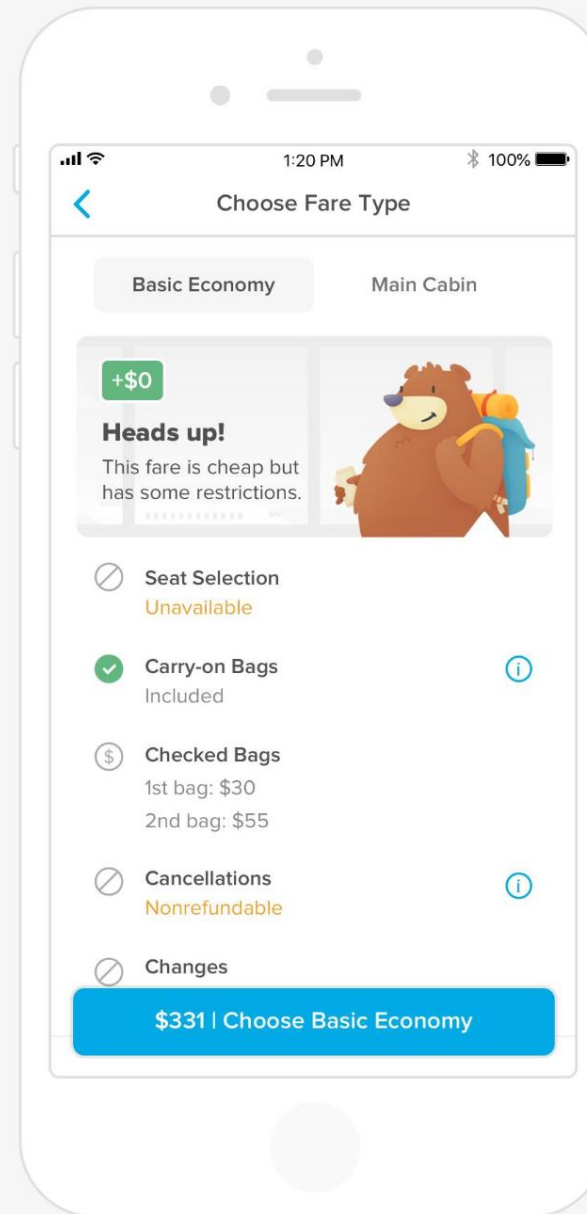 1:20 PM
100%
Choose Fare Type
Basic Economy
Main Cabin
+$0
Heads up!
This fare is cheap but
has some restrictions.
Seat Selection
Unavailable
Carry-on Bags
Included
Checked Bags
1st bag: $30
2nd bag: $55
Cancellations
Nonrefundable
Changes
$331 | Choose Basic Economy